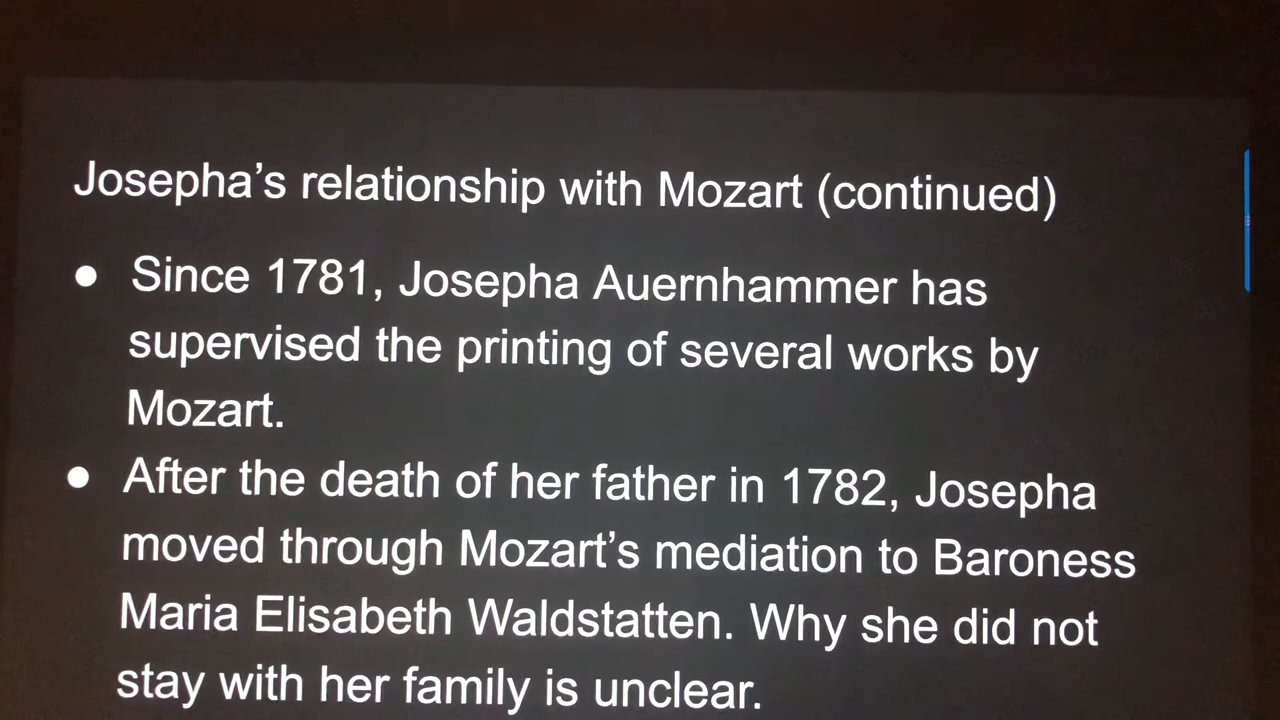 Josepha’s relationship with Mozart (continued)
● Since 1781, Josepha Auernhammer has
supervised the printing of several works by
Mozart.
● After the death of her father in 1782, Josepha
moved through Mozart’s mediation to Baroness
Maria Elisabeth Waldstatten. Why she did not
stay with her family is unclear.